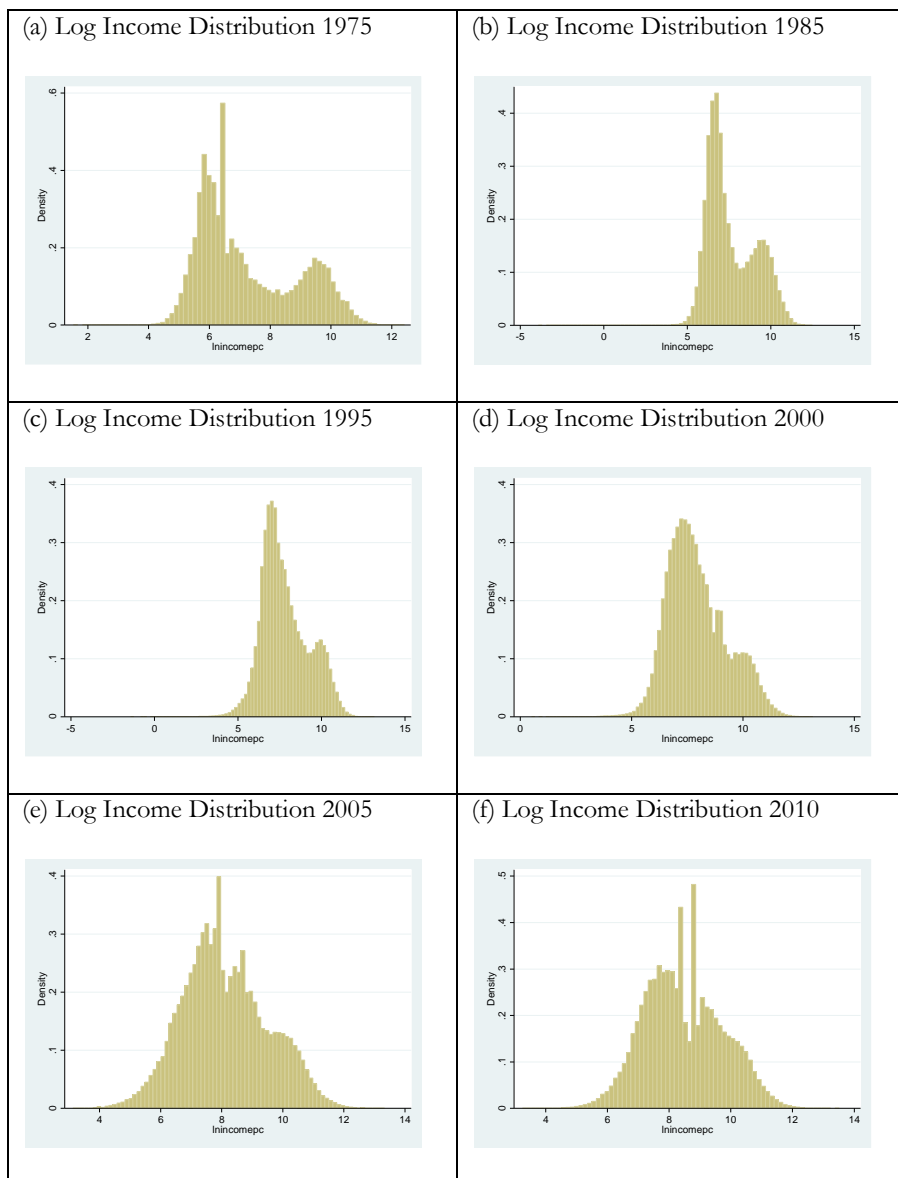 (a) Log Income Distribution 1975
.6
.4
.2
0
Density
2 4 6 8 10 12
lnincomepc
(b) Log Income Distribution 1985
.4
.3
.2
.1
0
Density
-5 0 5 10 15
lnincomepc
(c) Log Income Distribution 1995
.4
.3
.2
.1
0
Density
-5 0 5 10 15
lnincomepc
(d) Log Income Distribution 2000
.4
.3
.2
.1
0
Density
0 5 10 15
lnincomepc
(e) Log Income Distribution 2005
.4
.3
.2
.1
0
Density
4 6 8 10 12 14
lnincomepc
(f) Log Income Distribution 2010
.5
.4
.3
.2
.1
0
Density
4 6 8 10 12 14
lnincomepc